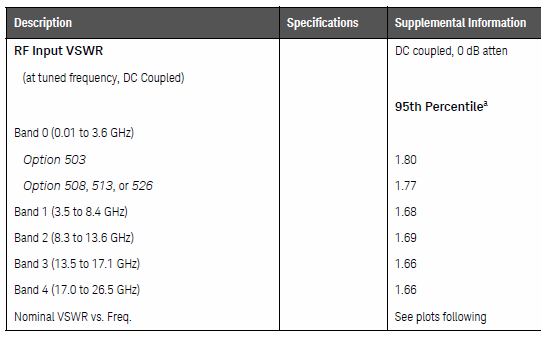 Description Specifications Supplemental Information
RF Input VSWR DC coupled, 0 dB atten
(at tuned frequency, DC Coupled)
95th Percentileª
Band 0 (0.01 to 3.6 GHz)
Option 503 1.80
Option 508, 513, or 526 1.77
Band 1 (3.5 to 8.4 GHz) 1.68
Band 2 (8.3 to 13.6 GHz) 1.69
Band 3 (13.5 to 17.1 GHz) 1.66
Band 4 (17.0 to 26.5 GHz) 1.66
Nominal VSWR vs. Freq. See plots following